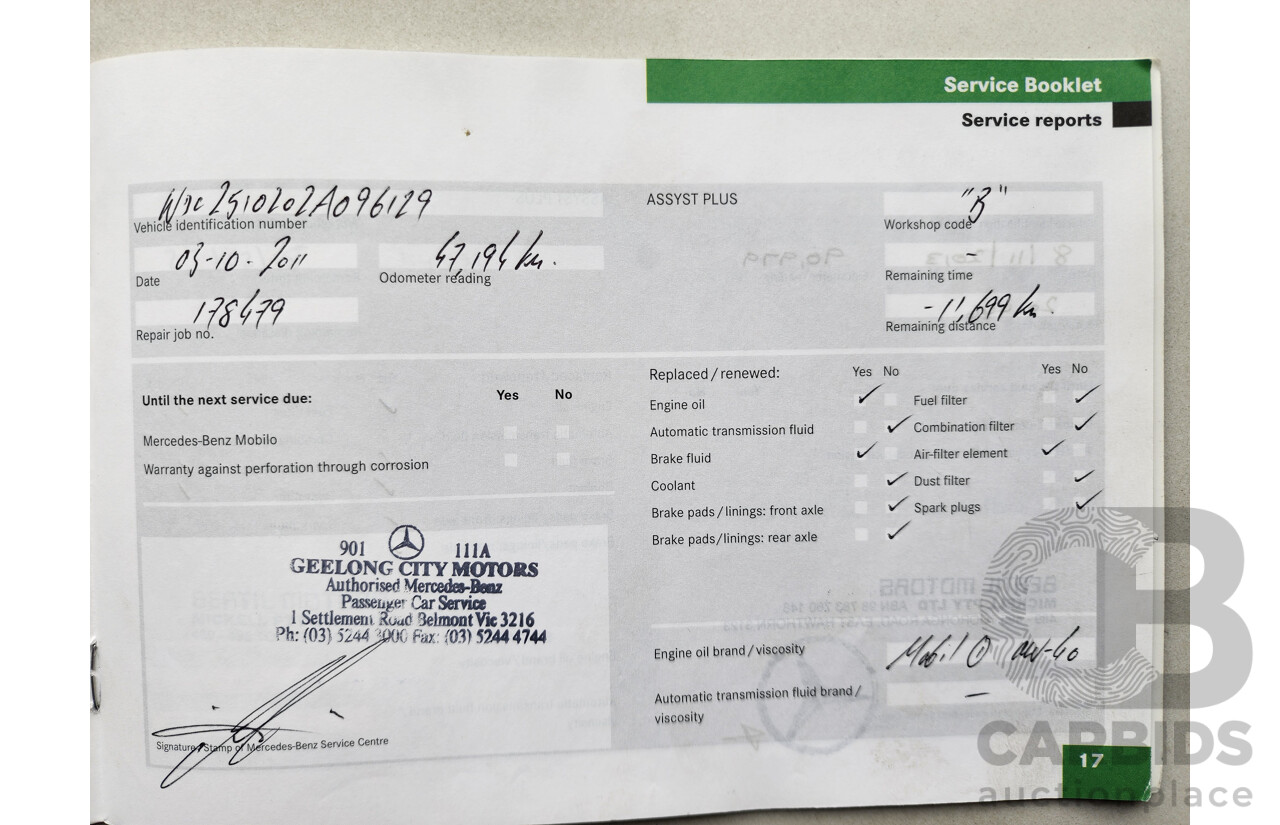 Service Booklet
Service reports
WDC2510202A096129
Vehicle identification number
03-10-2011
Date
47,194 km.
Odometer reading
178479
Repair job no.
ASSYST PLUS
"B"
Workshop code
-
Remaining time
-11,699 km.
Remaining distance
Until the next service due: Yes No
Mercedes-Benz Mobilo
Warranty against perforation through corrosion
901 111A
GEELONG CITY MOTORS
Authorised Mercedes-Benz
Passenger Car Service
1 Settlement Road Belmont Vic 3216
Ph: (03) 5244 3000 Fax: (03) 5244 4744
Signature/Stamp of Mercedes-Benz Service Centre
Replaced/renewed: Yes No Yes No
Engine oil ✓ Fuel filter ✓
Automatic transmission fluid ✓ Combination filter ✓
Brake fluid ✓ Air-filter element ✓
Coolant ✓ Dust filter ✓
Brake pads/linings: front axle ✓ Spark plugs ✓
Brake pads/linings: rear axle ✓
Engine oil brand/viscosity
Mobil
Automatic transmission fluid brand/
viscosity
-
17
CARBIDS
auctionplace